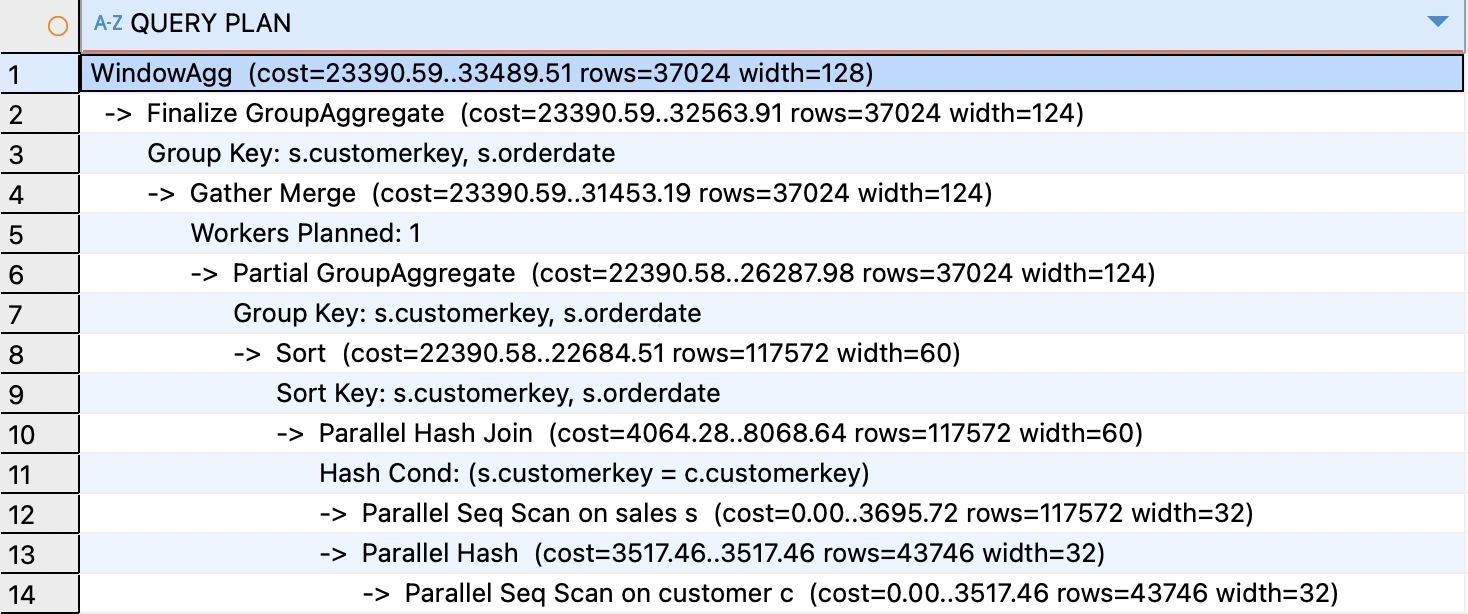 A-Z QUERY PLAN
1 WindowAgg (cost=23390.59..33489.51 rows=37024 width=128)
2 -> Finalize GroupAggregate (cost=23390.59..32563.91 rows=37024 width=124)
3 Group Key: s.customerkey, s.orderdate
4 -> Gather Merge (cost=23390.59..31453.19 rows=37024 width=124)
5 Workers Planned: 1
6 -> Partial GroupAggregate (cost=22390.58..26287.98 rows=37024 width=124)
7 Group Key: s.customerkey, s.orderdate
8 -> Sort (cost=22390.58..22684.51 rows=117572 width=60)
9 Sort Key: s.customerkey, s.orderdate
10 -> Parallel Hash Join (cost=4064.28..8068.64 rows=117572 width=60)
11 Hash Cond: (s.customerkey = c.customerkey)
12 -> Parallel Seq Scan on sales s (cost=0.00..3695.72 rows=117572 width=32)
13 -> Parallel Hash (cost=3517.46..3517.46 rows=43746 width=32)
14 -> Parallel Seq Scan on customer c (cost=0.00..3517.46 rows=43746 width=32)